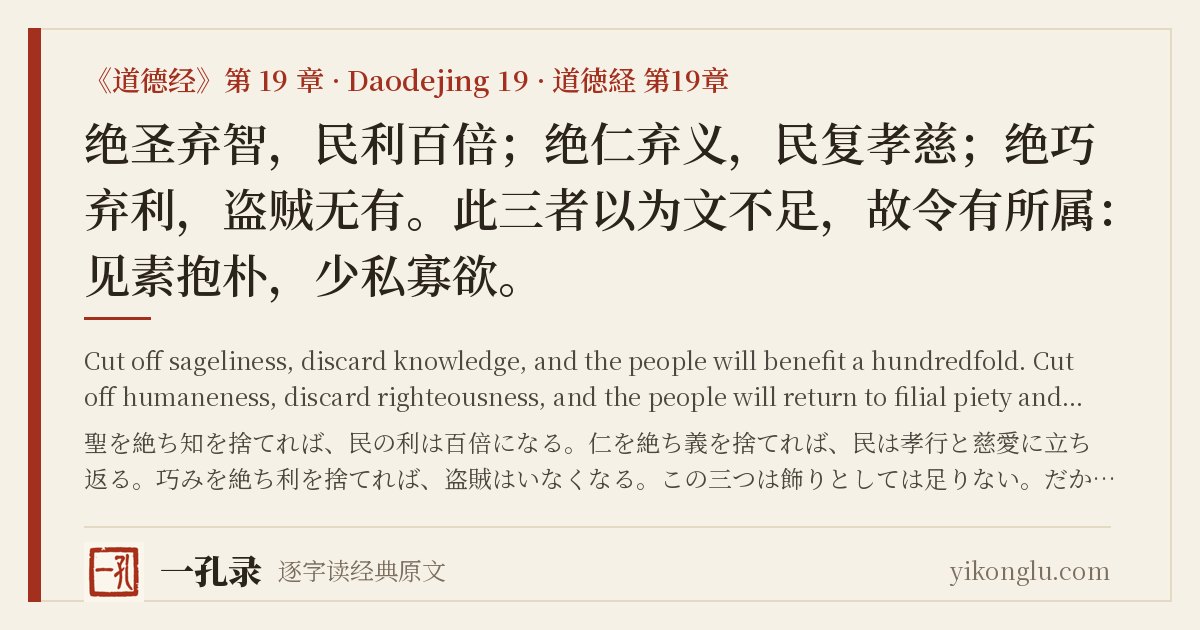 《道德经》第 19 章 · Daodejing 19 · 道徳経 第19章
绝圣弃智，民利百倍；绝仁弃义，民复孝慈；绝巧
弃利，盗贼无有。此三者以为文不足，故令有所属：
见素抱朴，少私寡欲。
Cut off sageliness, discard knowledge, and the people will benefit a hundredfold. Cut
off humaneness, discard righteousness, and the people will return to filial piety and...
聖を絶ち知を捨てれば、民の利は百倍になる。仁を絶ち義を捨てれば、民は孝行と慈愛に立ち
返る。巧みを絶ち利を捨てれば、盗賊はいなくなる。この三つは飾りとしては足りない。だか…
一孔
一孔录 逐字读经典原文
yikonglu.com